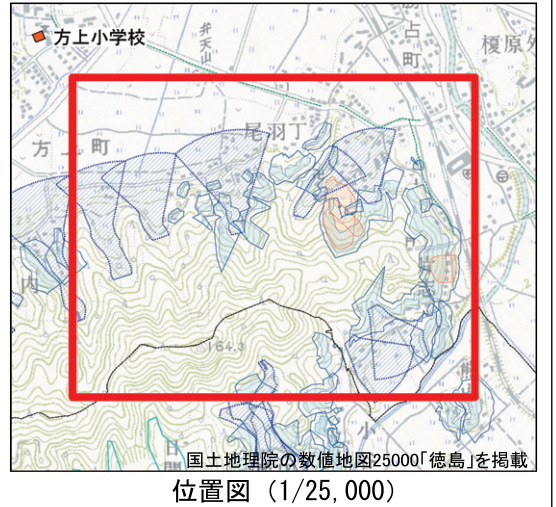 方上小学校
弁天山
占町
榎原外
尾羽丁
方上町
内
164.3
国土地理院の数値地図25000「徳島」を掲載
位置図 (1/25,000)